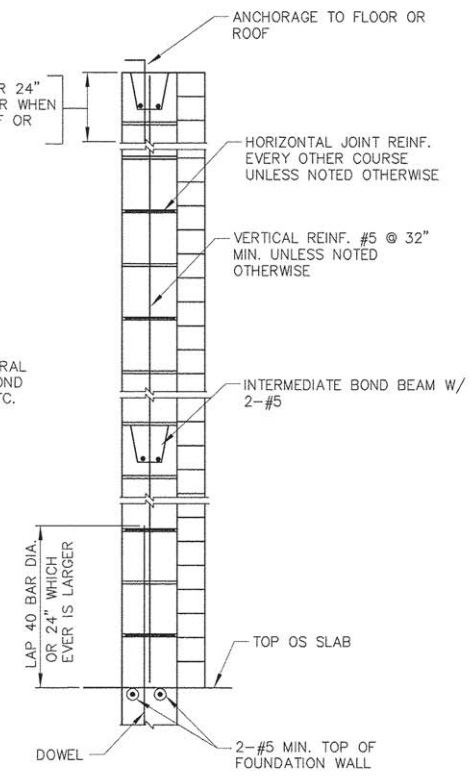 ANCHORAGE TO FLOOR OR
ROOF
R 24"
R WHEN
F OR
HORIZONTAL JOINT REINF.
EVERY OTHER COURSE
UNLESS NOTED OTHERWISE
VERTICAL REINF. #5 @ 32"
MIN. UNLESS NOTED
OTHERWISE
RAL
OND
TC.
INTERMEDIATE BOND BEAM W/
2-#5
LAP 40 BAR DIA.
OR 24" WHICH
EVER IS LARGER
TOP OS SLAB
DOWEL
2-#5 MIN. TOP OF
FOUNDATION WALL